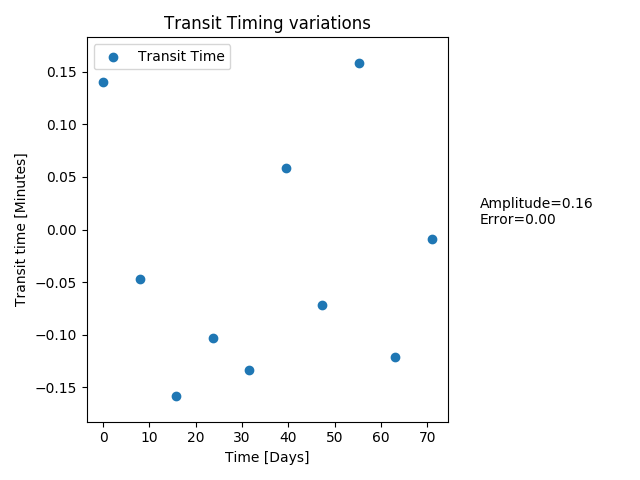 Transit Timing variations
Transit Time
Transit time [Minutes]
0.15
0.10
0.05
0.00
−0.05
−0.10
−0.15
0 10 20 30 40 50 60 70
Time [Days]
Amplitude=0.16
Error=0.00